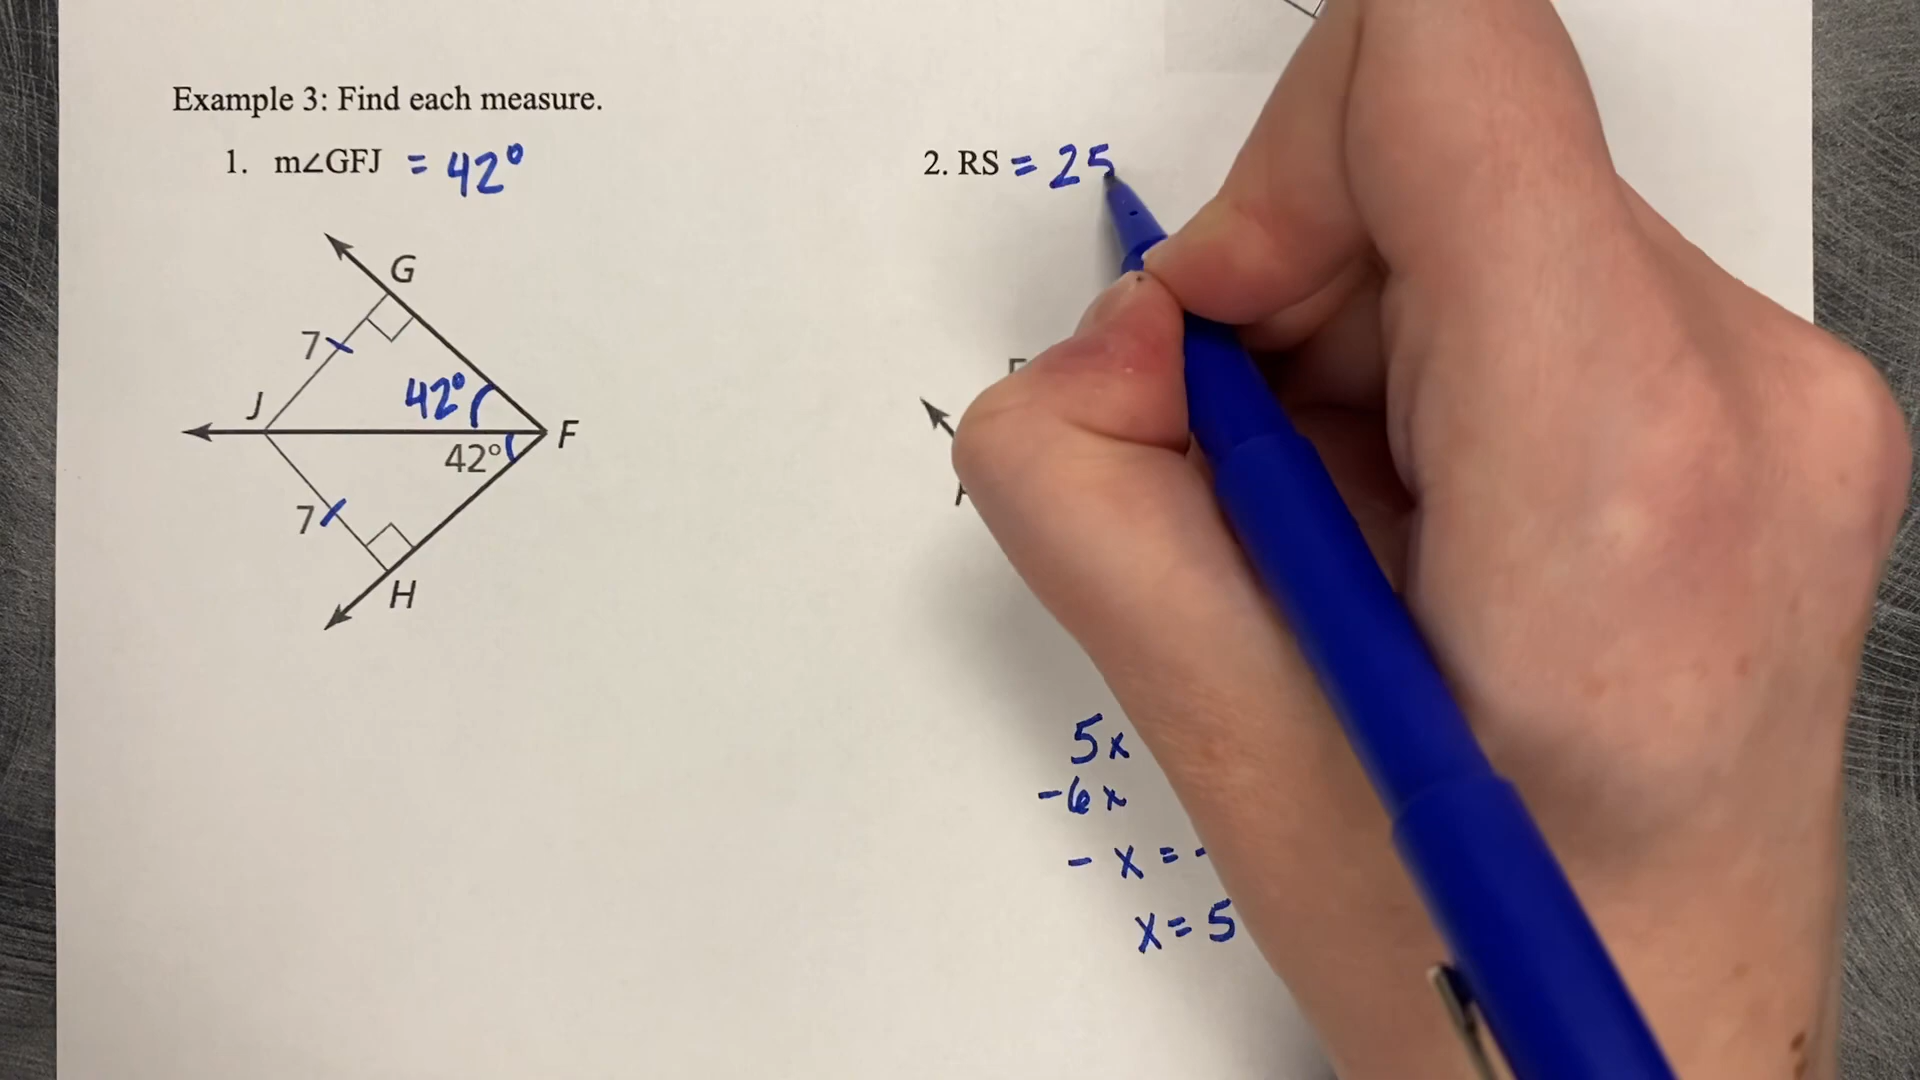 Example 3: Find each measure.
1. m∠GFJ = 42°
G
7
42°
J
F
42°
7
H
2. RS = 25
5x
-6x
- x = -
x = 5